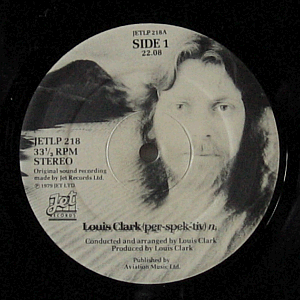 JETLP 218A
SIDE 1
22.08
JETLP 218
33⅓ RPM
STEREO
Original sound recording
made by Jet Records Ltd.
℗ 1979 JET LTD.
Jet
RECORDS
Louis Clark (per-spek-tiv) n.
Conducted and arranged by Louis Clark
Produced by Louis Clark
Published by
Aviation Music Ltd.